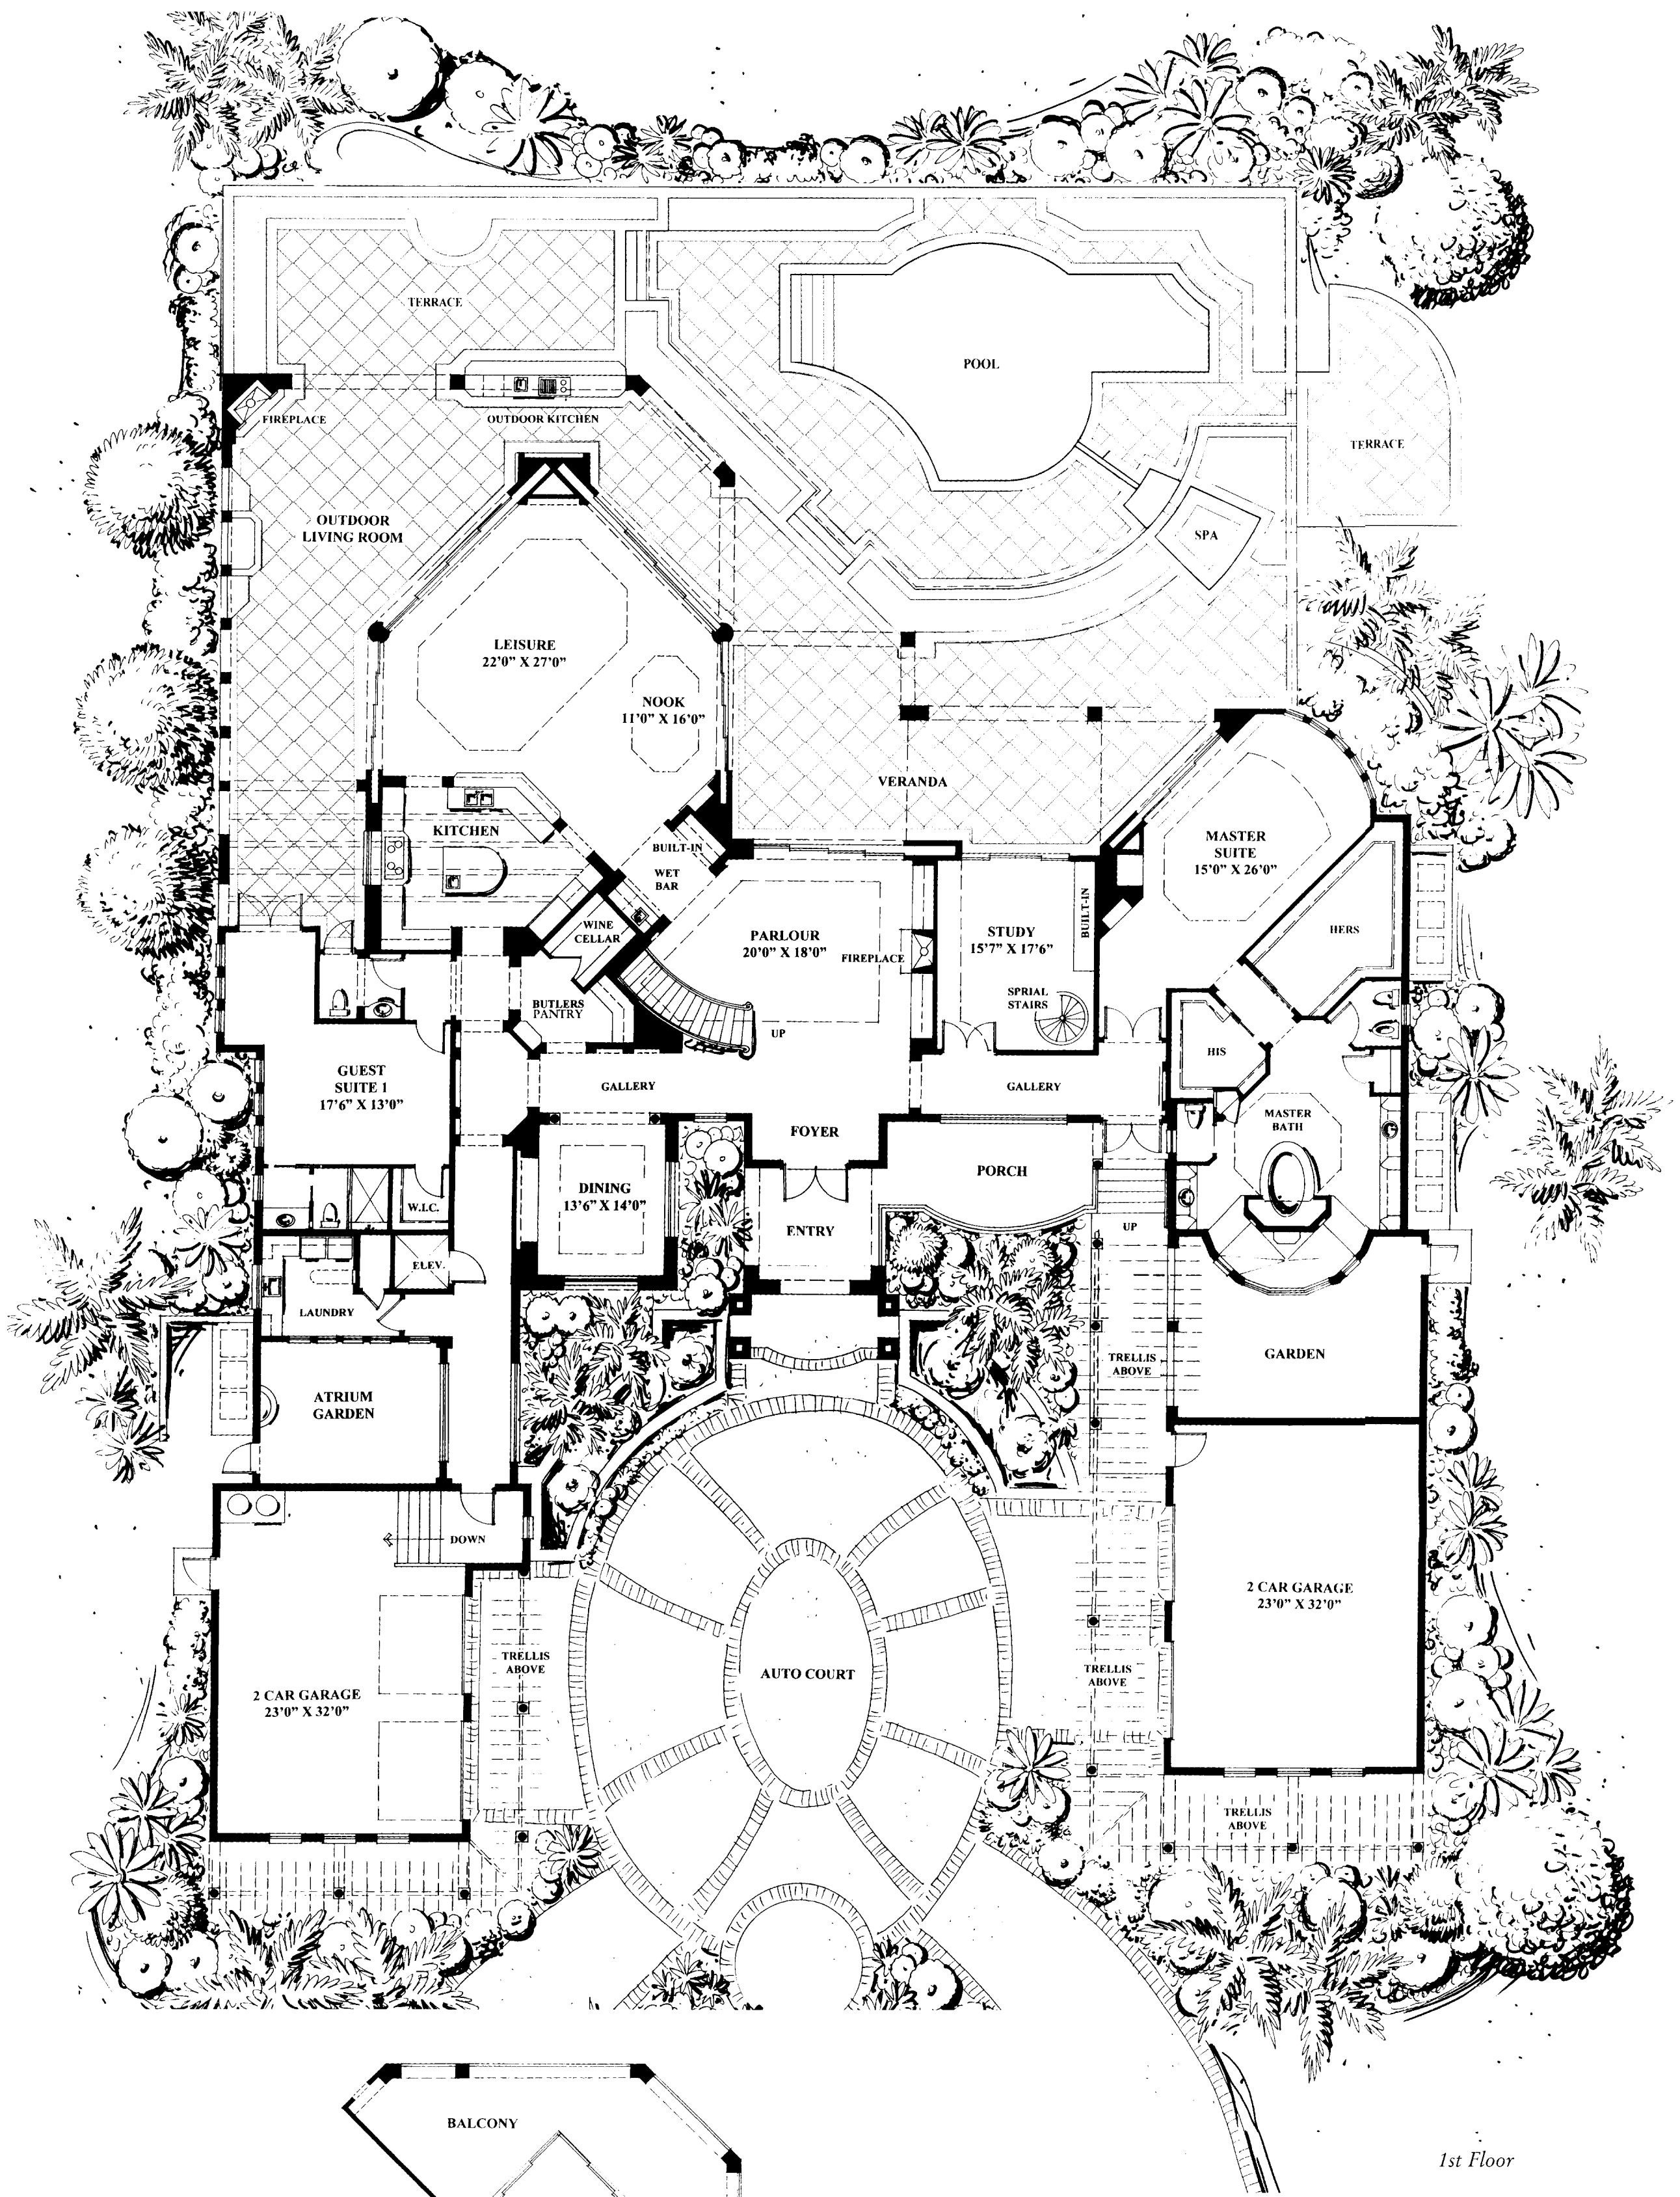 TERRACE
POOL
FIREPLACE
OUTDOOR KITCHEN
TERRACE
OUTDOOR
LIVING ROOM
SPA
LEISURE
22'0" X 27'0"
NOOK
11'0" X 16'0"
VERANDA
KITCHEN
BUILT-IN
WET
BAR
MASTER
SUITE
15'0" X 26'0"
BUILT-IN
WINE
CELLAR
PARLOUR
20'0" X 18'0"
FIREPLACE
STUDY
15'7" X 17'6"
HERS
SPRIAL
STAIRS
BUTLERS
PANTRY
UP
HIS
GUEST
SUITE 1
17'6" X 13'0"
GALLERY
GALLERY
FOYER
MASTER
BATH
PORCH
DINING
13'6" X 14'0"
W.I.C.
ENTRY
UP
ELEV.
LAUNDRY
TRELLIS
ABOVE
GARDEN
ATRIUM
GARDEN
DOWN
2 CAR GARAGE
23'0" X 32'0"
TRELLIS
ABOVE
AUTO COURT
TRELLIS
ABOVE
2 CAR GARAGE
23'0" X 32'0"
TRELLIS
ABOVE
BALCONY
1st Floor